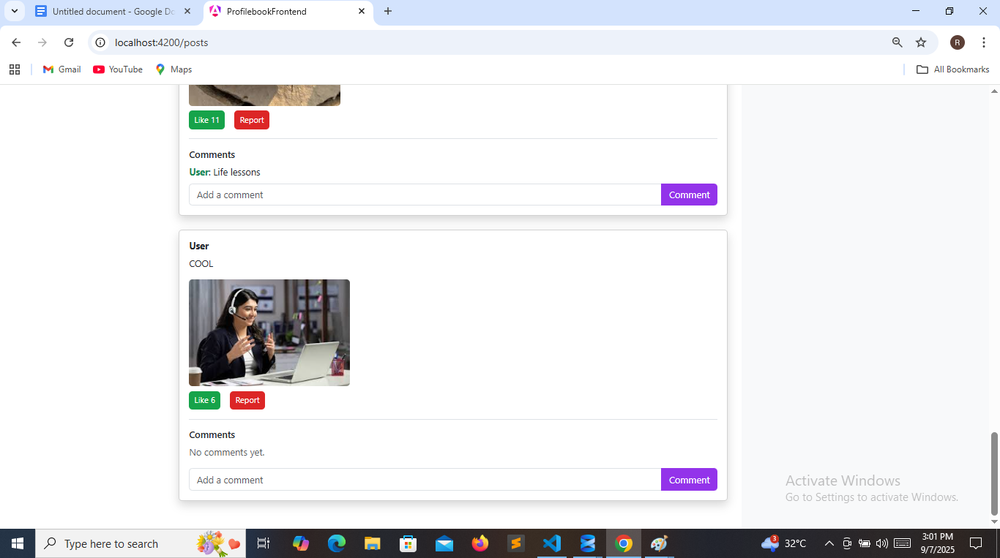 Untitled document - Google Do
ProfilebookFrontend
localhost:4200/posts
R
Gmail
YouTube
Maps
All Bookmarks
Like 11
Report
Comments
User: Life lessons
Add a comment
Comment
User
COOL
Like 6
Report
Comments
No comments yet.
Add a comment
Comment
Activate Windows
Go to Settings to activate Windows.
Type here to search
3
32°C
3:01 PM
9/7/2025